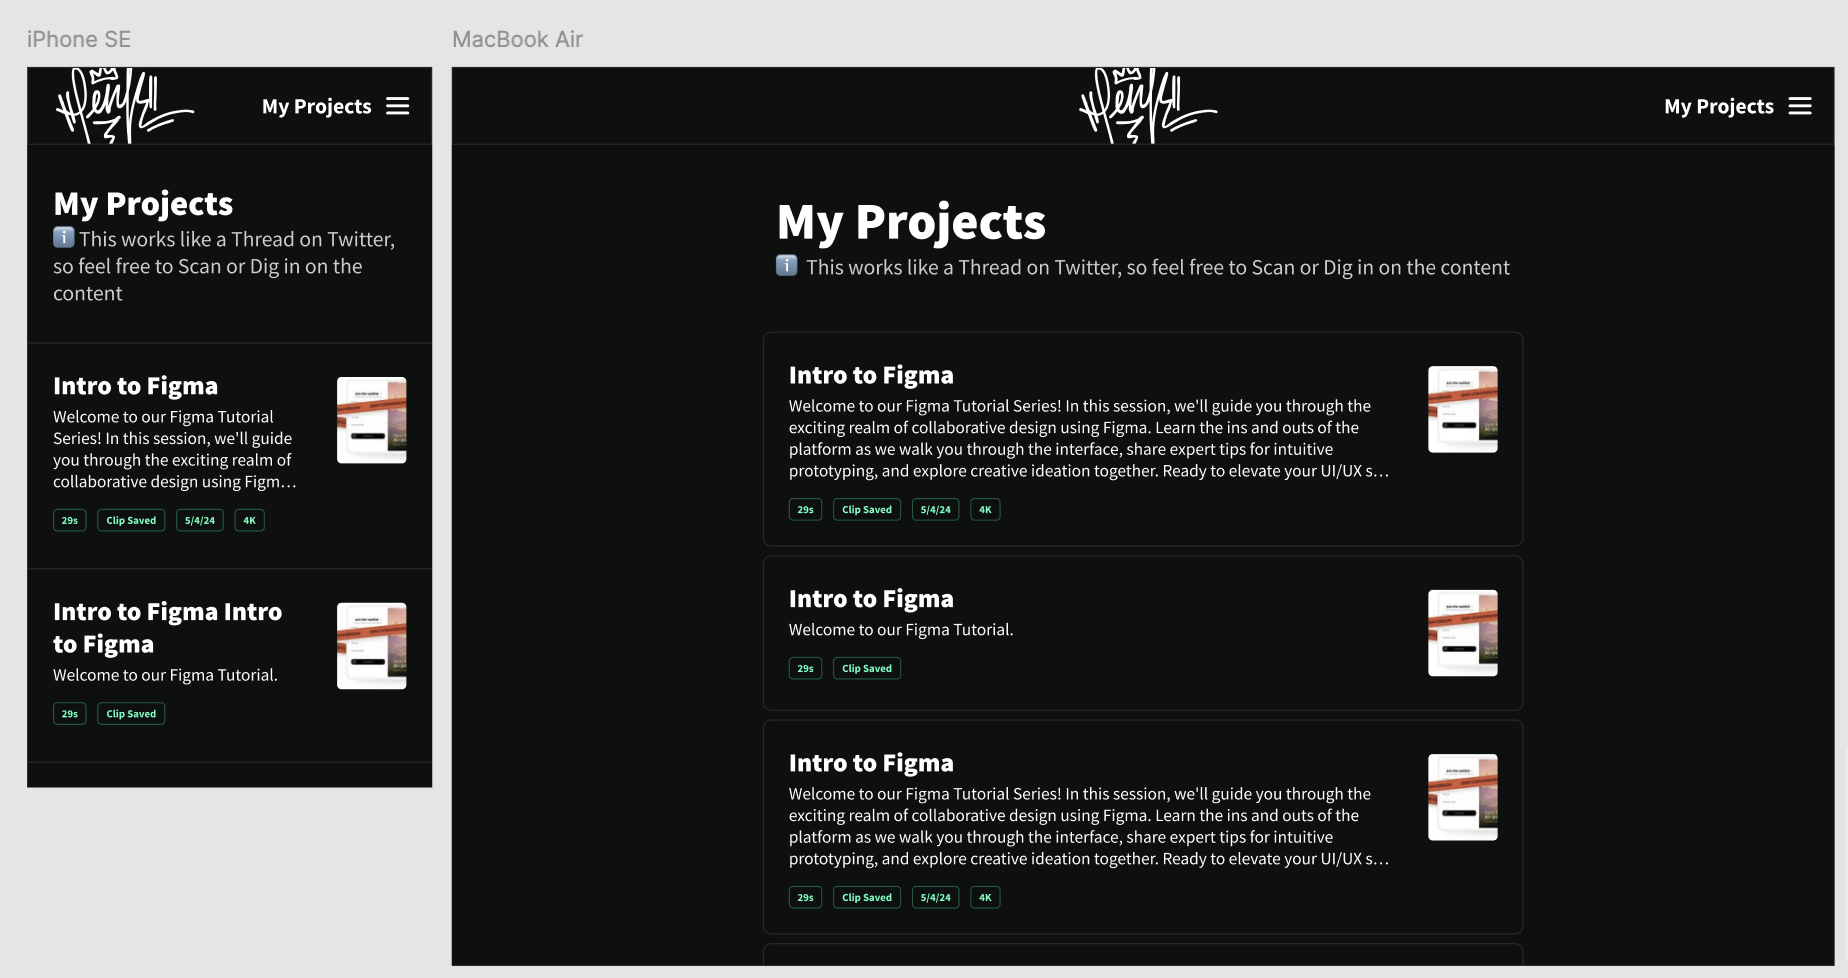 iPhone SE
My Projects
My Projects
ℹ️ This works like a Thread on Twitter,
so feel free to Scan or Dig in on the
content
Intro to Figma
Welcome to our Figma Tutorial
Series! In this session, we'll guide
you through the exciting realm of
collaborative design using Figm...
29s Clip Saved 5/4/24 4K
Intro to Figma Intro
to Figma
Welcome to our Figma Tutorial.
29s Clip Saved
MacBook Air
My Projects
My Projects
ℹ️ This works like a Thread on Twitter, so feel free to Scan or Dig in on the content
Intro to Figma
Welcome to our Figma Tutorial Series! In this session, we'll guide you through the
exciting realm of collaborative design using Figma. Learn the ins and outs of the
platform as we walk you through the interface, share expert tips for intuitive
prototyping, and explore creative ideation together. Ready to elevate your UI/UX s...
29s Clip Saved 5/4/24 4K
Intro to Figma
Welcome to our Figma Tutorial.
29s Clip Saved
Intro to Figma
Welcome to our Figma Tutorial Series! In this session, we'll guide you through the
exciting realm of collaborative design using Figma. Learn the ins and outs of the
platform as we walk you through the interface, share expert tips for intuitive
prototyping, and explore creative ideation together. Ready to elevate your UI/UX s...
29s Clip Saved 5/4/24 4K